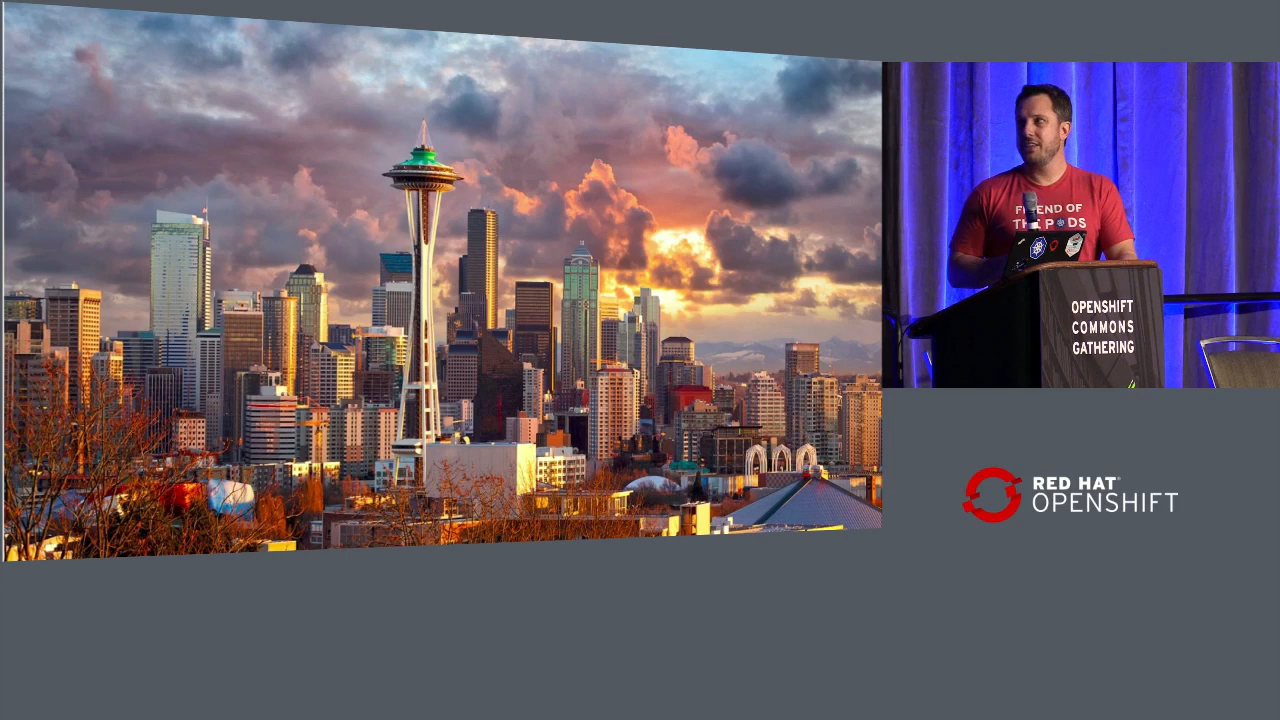 FRIEND OF
THE PODS
OPENSHIFT
COMMONS
GATHERING
RED HAT
OPENSHIFT